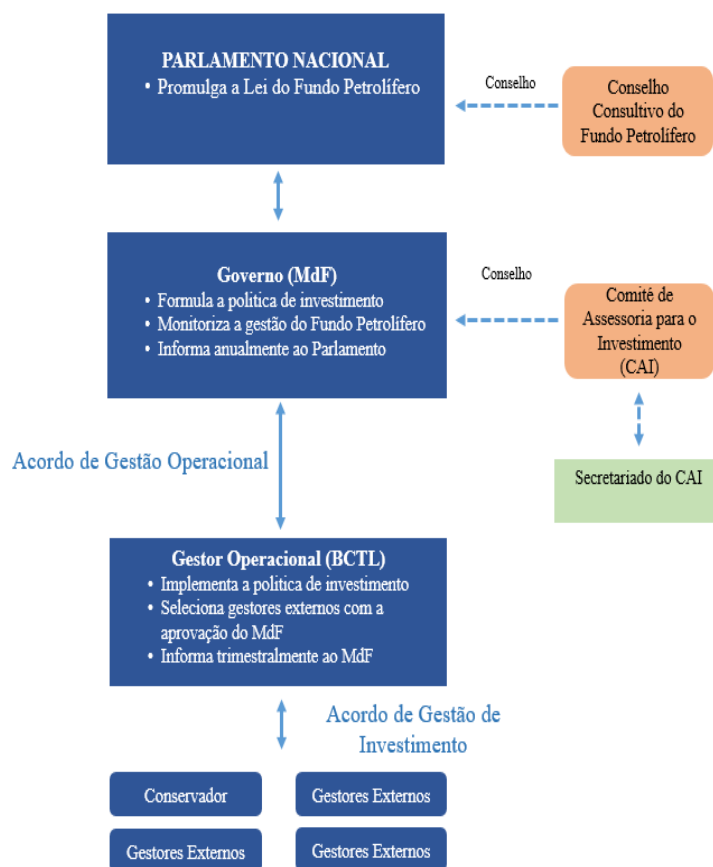 PARLAMENTO NACIONAL
• Promulga a Lei do Fundo Petrolífero
Conselho
Conselho
Consultivo do
Fundo Petrolífero
Governo (MdF)
• Formula a política de investimento
• Monitoriza a gestão do Fundo Petrolífero
• Informa anualmente ao Parlamento
Conselho
Comité de
Assessoria para o
Investimento
(CAI)
Acordo de Gestão Operacional
Secretariado do CAI
Gestor Operacional (BCTL)
• Implementa a política de investimento
• Seleciona gestores externos com a
aprovação do MdF
• Informa trimestralmente ao MdF
Acordo de Gestão de
Investimento
Conservador
Gestores Externos
Gestores Externos
Gestores Externos